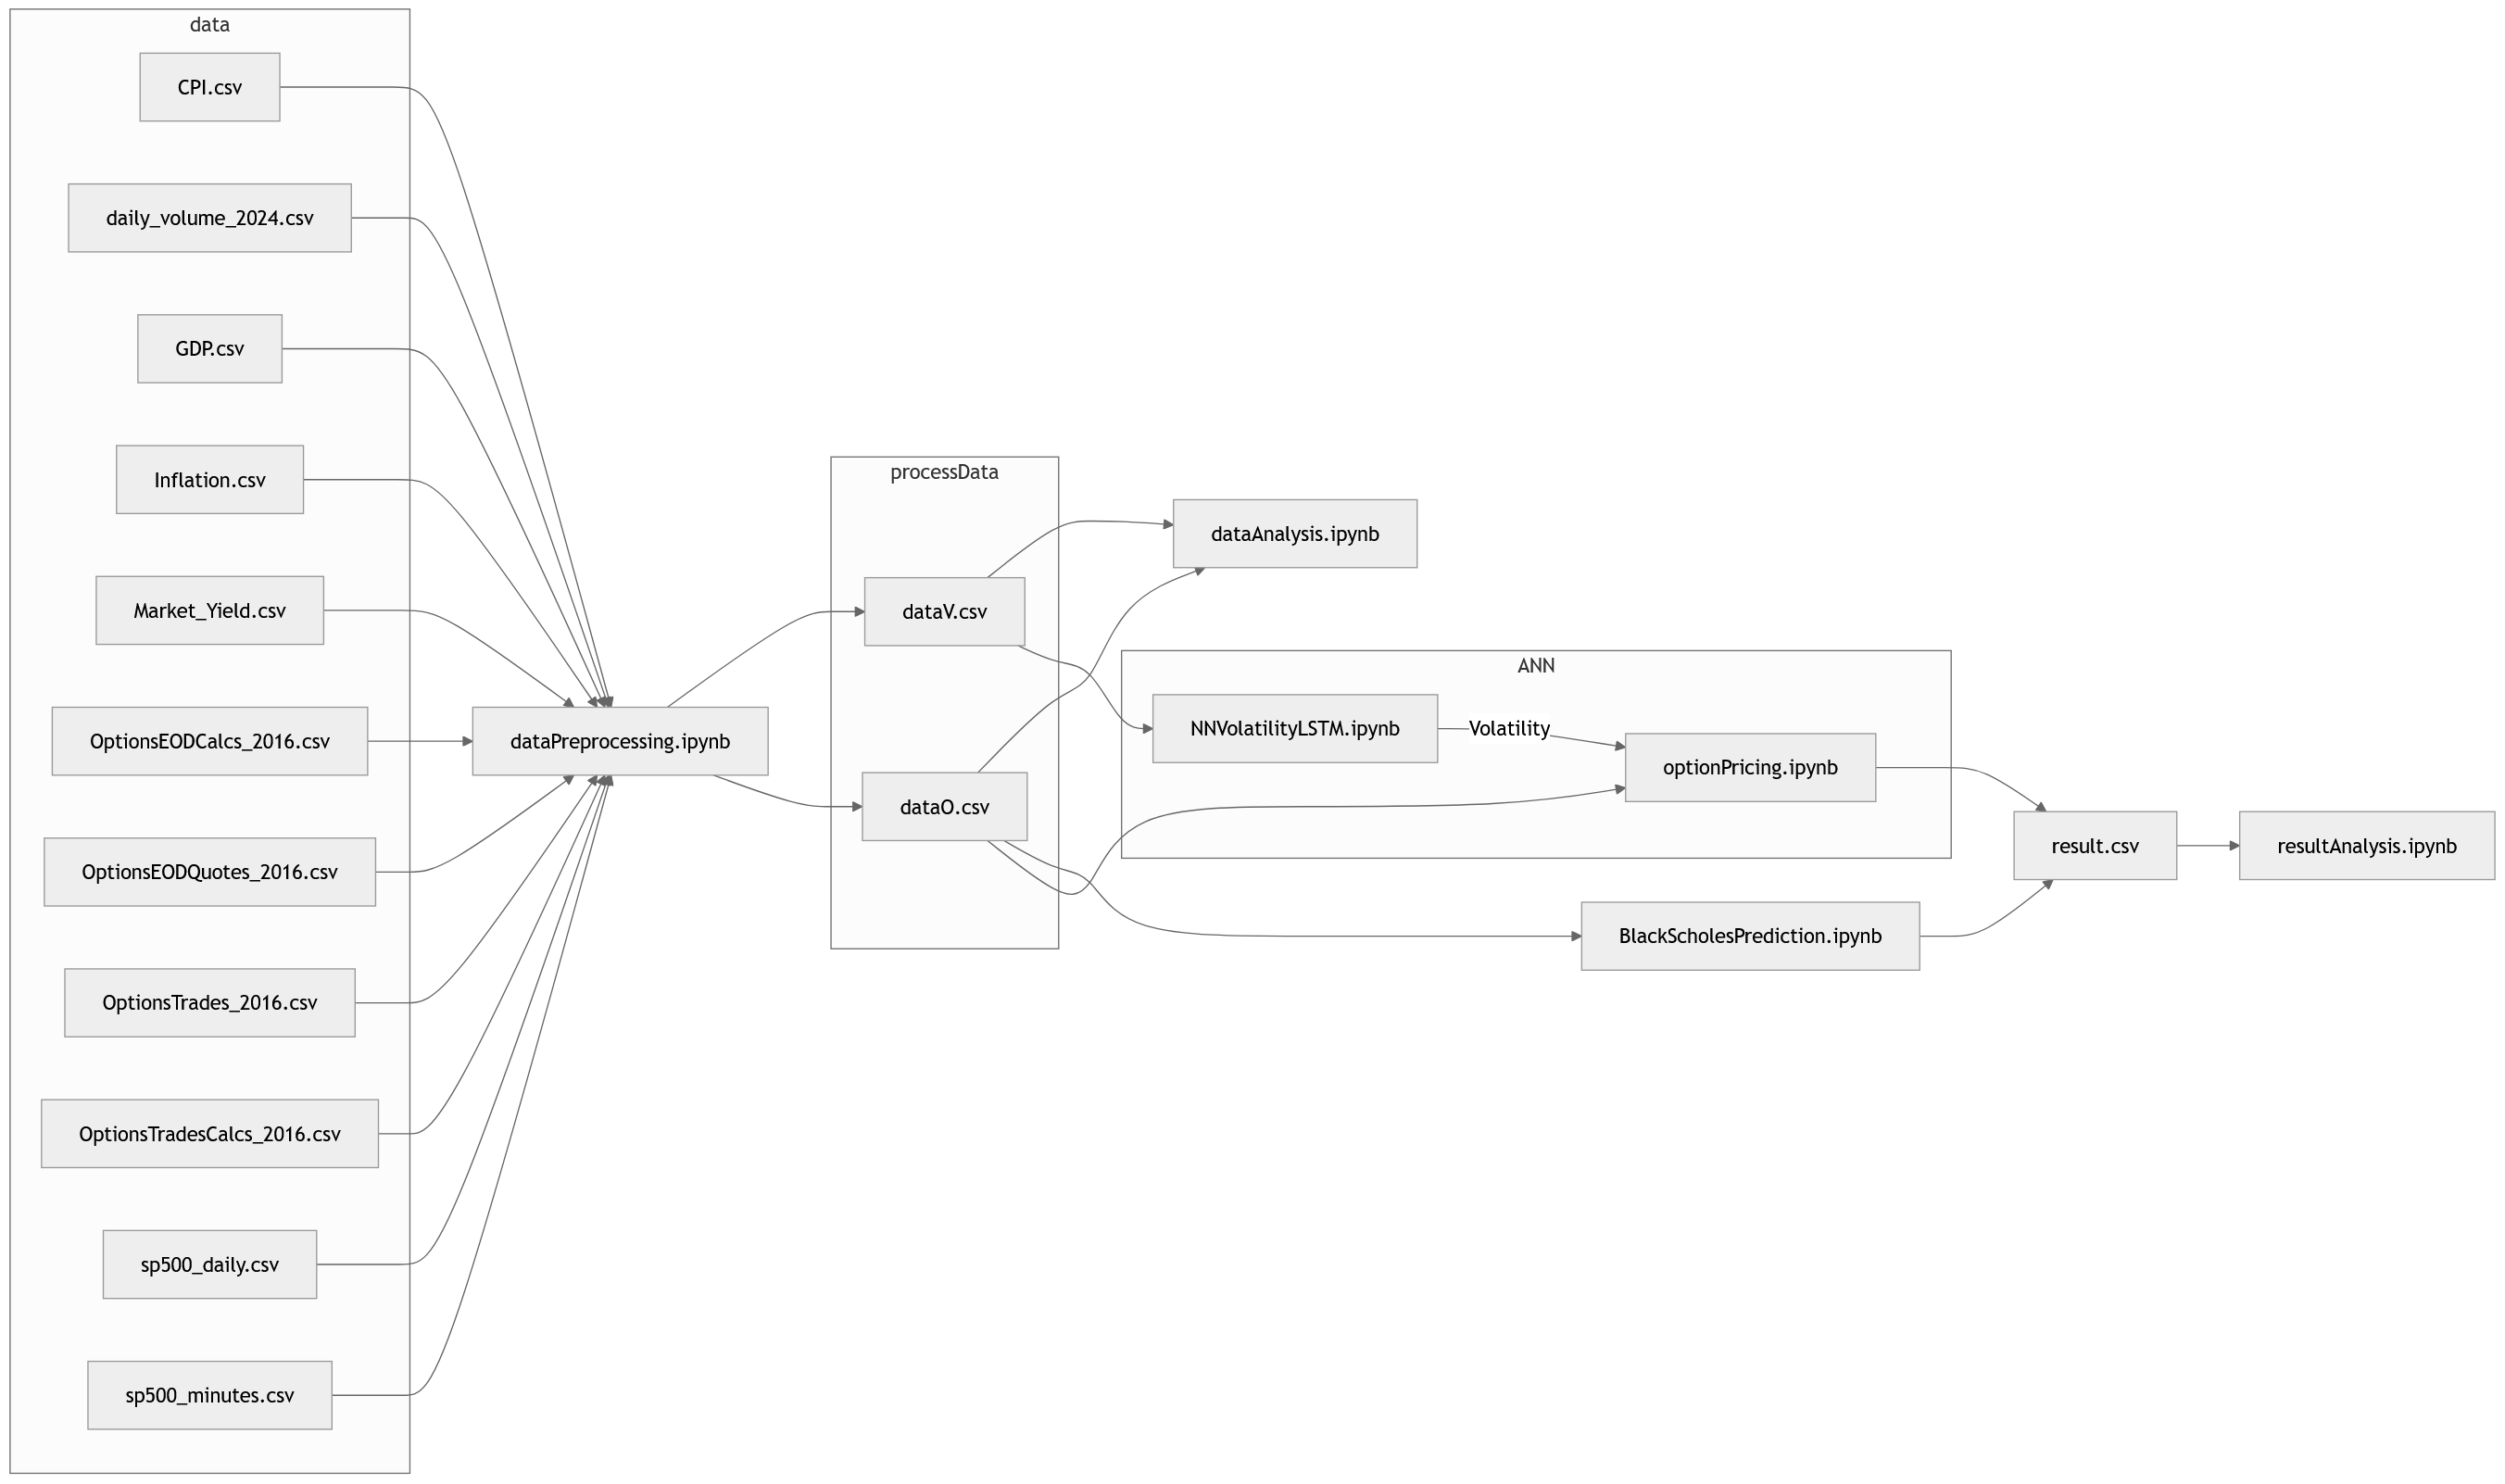 data
CPI.csv
daily_volume_2024.csv
GDP.csv
Inflation.csv
Market_Yield.csv
OptionsEODCalcs_2016.csv
OptionsEODQuotes_2016.csv
OptionsTrades_2016.csv
OptionsTradesCalcs_2016.csv
sp500_daily.csv
sp500_minutes.csv
dataPreprocessing.ipynb
processData
dataV.csv
dataO.csv
dataAnalysis.ipynb
ANN
NNVolatilityLSTM.ipynb
Volatility
optionPricing.ipynb
BlackScholesPrediction.ipynb
result.csv
resultAnalysis.ipynb